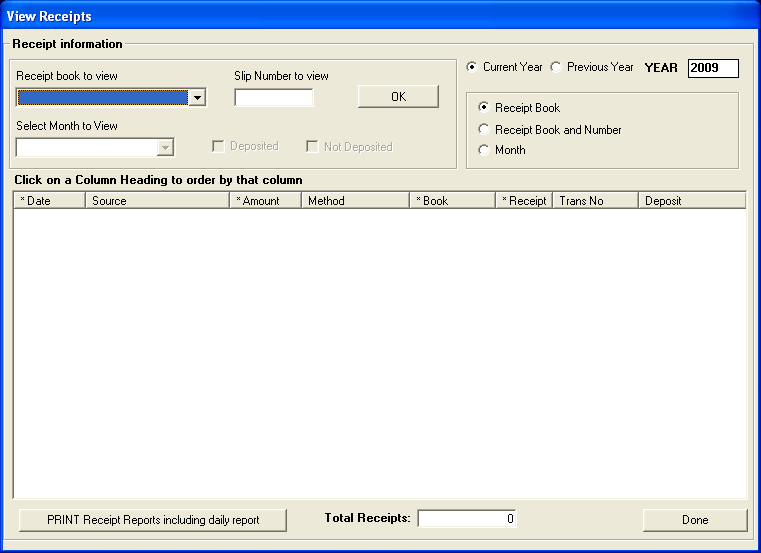 View Receipts
Receipt information
Receipt book to view
Slip Number to view
OK
Current Year
Previous Year
YEAR 2009
Select Month to View
Deposited
Not Deposited
Receipt Book
Receipt Book and Number
Month
Click on a Column Heading to order by that column
* Date Source * Amount Method * Book * Receipt Trans No Deposit
PRINT Receipt Reports including daily report
Total Receipts: 0
Done